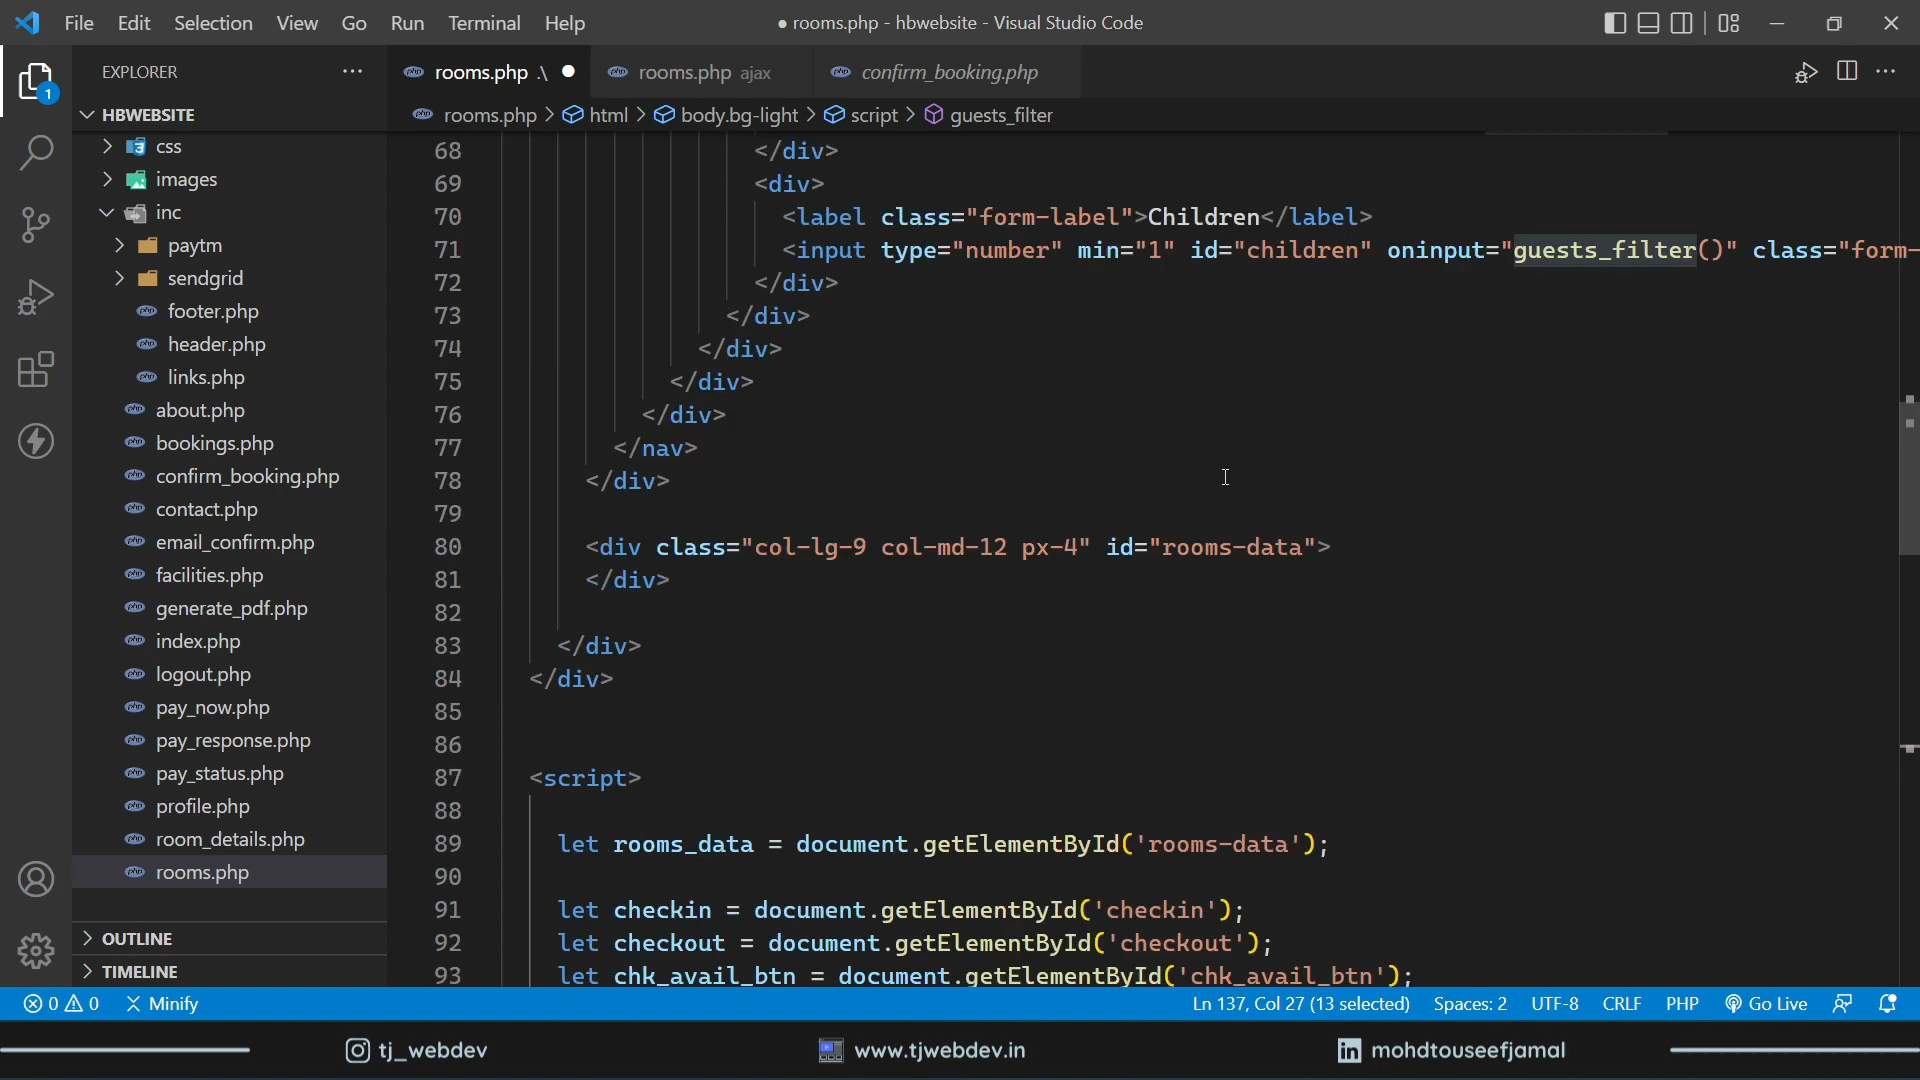 File Edit Selection View Go Run Terminal Help
● rooms.php - hbwebsite - Visual Studio Code
EXPLORER
rooms.php .\
rooms.php ajax
confirm_booking.php
HBWEBSITE
rooms.php > html > body.bg-light > script > guests_filter
1
css
images
inc
paytm
sendgrid
footer.php
header.php
links.php
about.php
bookings.php
confirm_booking.php
contact.php
email_confirm.php
facilities.php
generate_pdf.php
index.php
logout.php
pay_now.php
pay_response.php
pay_status.php
profile.php
room_details.php
rooms.php
OUTLINE
TIMELINE
68 </div>
69 <div>
70 <label class="form-label">Children</label>
71 <input type="number" min="1" id="children" oninput="guests_filter()" class="form-
72 </div>
73 </div>
74 </div>
75 </div>
76 </div>
77 </nav>
78 </div>
79
80 <div class="col-lg-9 col-md-12 px-4" id="rooms-data">
81 </div>
82
83 </div>
84 </div>
85
86
87 <script>
88
89 let rooms_data = document.getElementById('rooms-data');
90
91 let checkin = document.getElementById('checkin');
92 let checkout = document.getElementById('checkout');
93 let chk_avail_btn = document.getElementById('chk_avail_btn');
0 0 Minify
Ln 137, Col 27 (13 selected) Spaces: 2 UTF-8 CRLF PHP Go Live
tj_webdev
www.tjwebdev.in
in mohdtouseefjamal